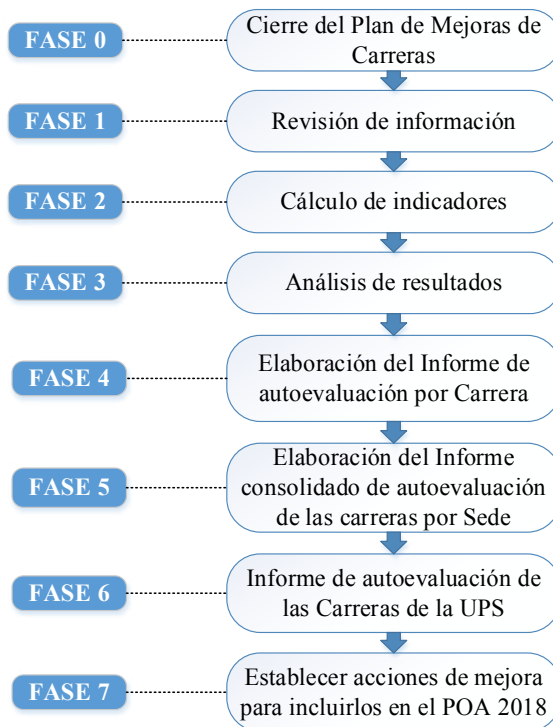 FASE 0
Cierre del Plan de Mejoras de
Carreras
FASE 1
Revisión de información
FASE 2
Cálculo de indicadores
FASE 3
Análisis de resultados
FASE 4
Elaboración del Informe de
autoevaluación por Carrera
FASE 5
Elaboración del Informe
consolidado de autoevaluación
de las carreras por Sede
FASE 6
Informe de autoevaluación de
las Carreras de la UPS
FASE 7
Establecer acciones de mejora
para incluirlos en el POA 2018